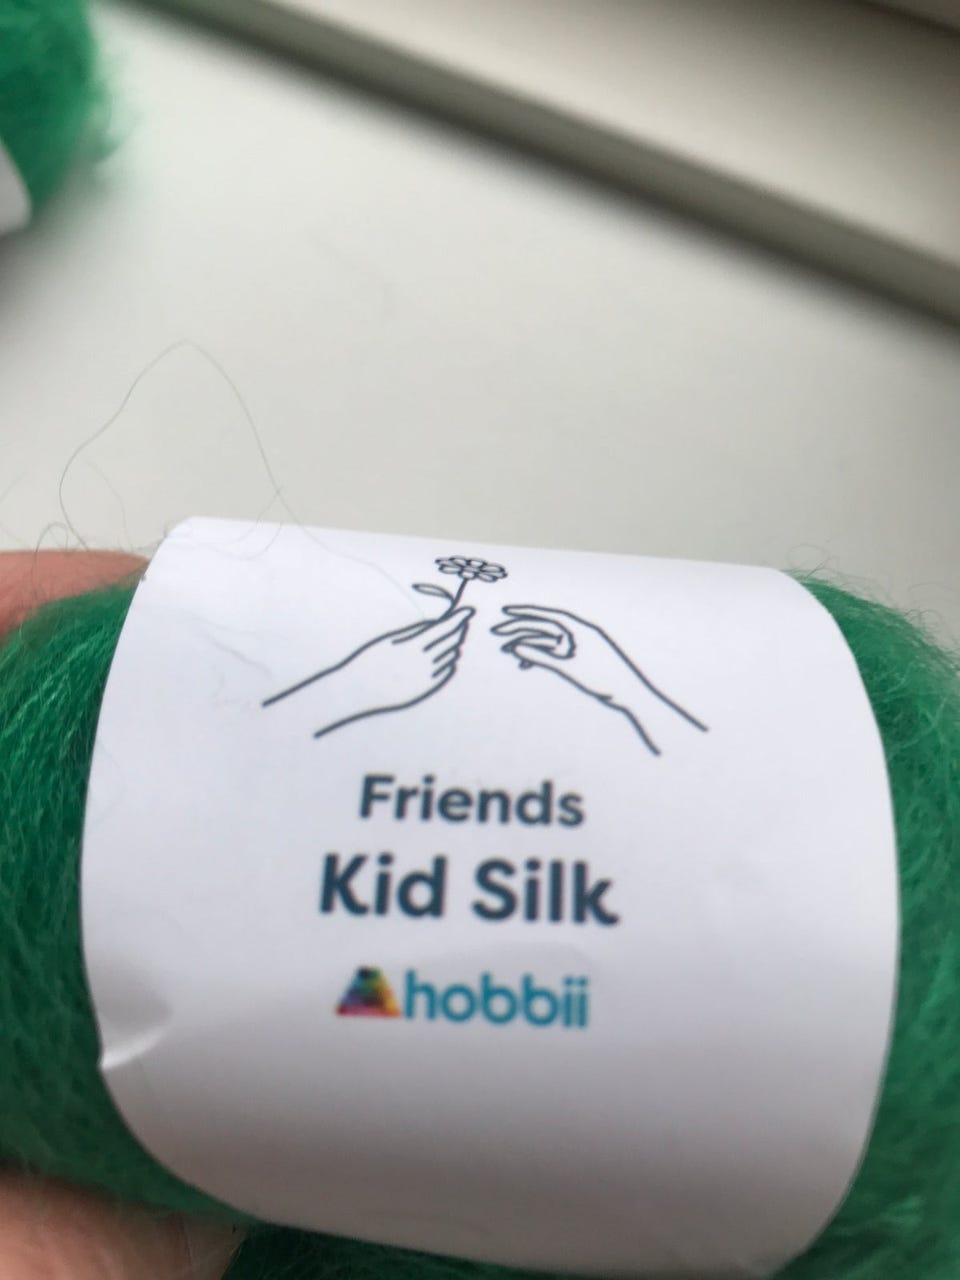 Friends
Kid Silk
hobbii